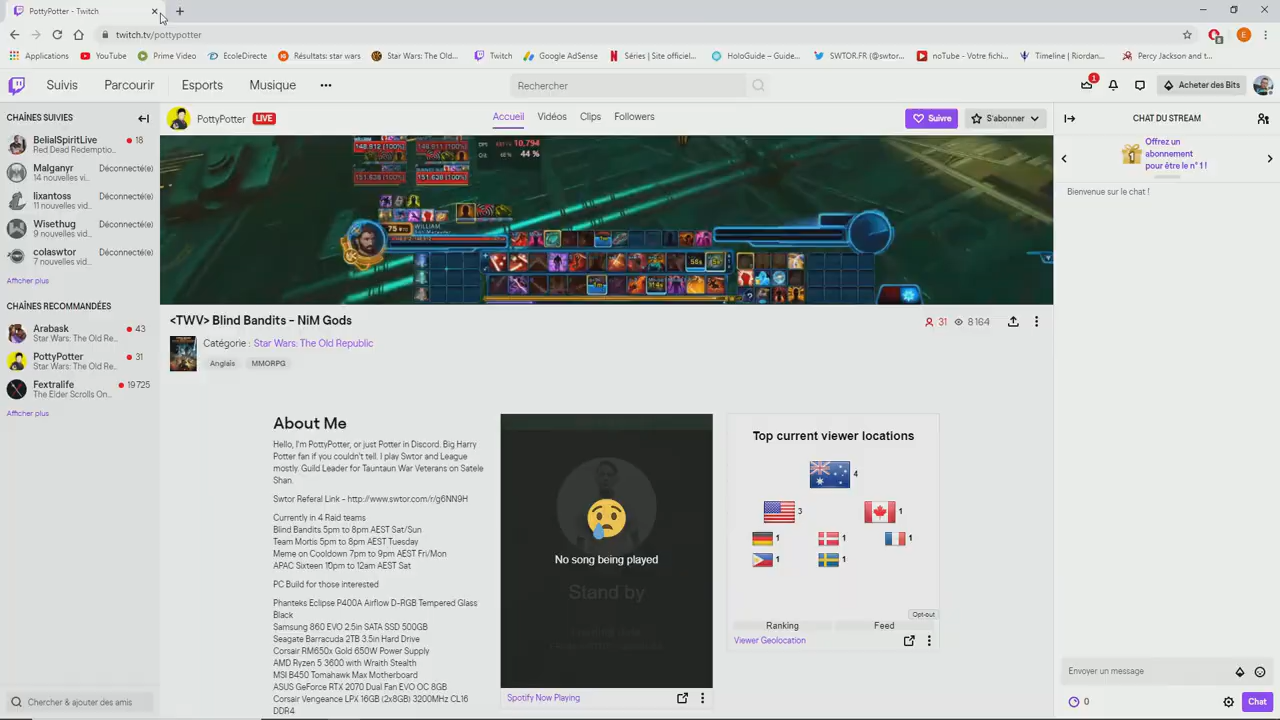 PottyPotter - Twitch
twitch.tv/pottypotter
Applications
YouTube
Prime Video
ÉcoleDirecte
Résultats: star wars
Star Wars: The Old...
Twitch
Google AdSense
Séries | Site officiel...
HoloGuide – Guide...
SWTOR.FR (@swtor...
noTube - Votre fichi...
Timeline | Riordan...
Percy Jackson and t...
Suivis
Parcourir
Esports
Musique
Rechercher
1
Acheter des Bits
CHAÎNES SUIVIES
BelialSpiritLive
18
Red Dead Redemptio...
Malganyr
Déconnecté(e)
14 nouvelles vid...
lixantoss
Déconnecté(e)
11 nouvelles vid...
Wisethug
Déconnecté(e)
9 nouvelles vid...
colaswtor
Déconnecté(e)
7 nouvelles vid...
Afficher plus
CHAÎNES RECOMMANDÉES
Arabask
43
Star Wars: The Old Re...
PottyPotter
31
Star Wars: The Old Re...
Fextralife
19 725
The Elder Scrolls On...
Afficher plus
Chercher & ajouter des amis
PottyPotter
LIVE
Accueil
Vidéos
Clips
Followers
Suivre
S'abonner
10,794
44 %
75
WILLIAM
<TWV> Blind Bandits - NiM Gods
31
8 164
Catégorie : Star Wars: The Old Republic
Anglais
MMORPG
About Me
Hello, I'm PottyPotter, or just Potter in Discord. Big Harry
Potter fan if you couldn't tell. I play Swtor and League
mostly. Guild Leader for Tauntaun War Veterans on Satele
Shan.
Swtor Referal Link - http://www.swtor.com/r/g6NN9H
Currently in 4 Raid teams
Blind Bandits 5pm to 8pm AEST Sat/Sun
Team Mortis 5pm to 8pm AEST Tuesday
Meme on Cooldown 7pm to 9pm AEST Fri/Mon
APAC Sixteen 10pm to 12am AEST Sat
PC Build for those interested
Phanteks Eclipse P400A Airflow D-RGB Tempered Glass
Black
Samsung 860 EVO 2.5in SATA SSD 500GB
Seagate Barracuda 2TB 3.5in Hard Drive
Corsair RM650x Gold 650W Power Supply
AMD Ryzen 5 3600 with Wraith Stealth
MSI B450 Tomahawk Max Motherboard
ASUS GeForce RTX 2070 Dual Fan EVO OC 8GB
Corsair Vengeance LPX 16GB (2x8GB) 3200MHz CL16
DDR4
No song being played
Stand by
Spotify Now Playing
Top current viewer locations
4
3
1
1
1
1
1
1
Opt-out
Ranking
Feed
Viewer Geolocation
CHAT DU STREAM
Offrez un
abonnement
pour être le n° 1 !
Bienvenue sur le chat !
Envoyer un message
0
Chat